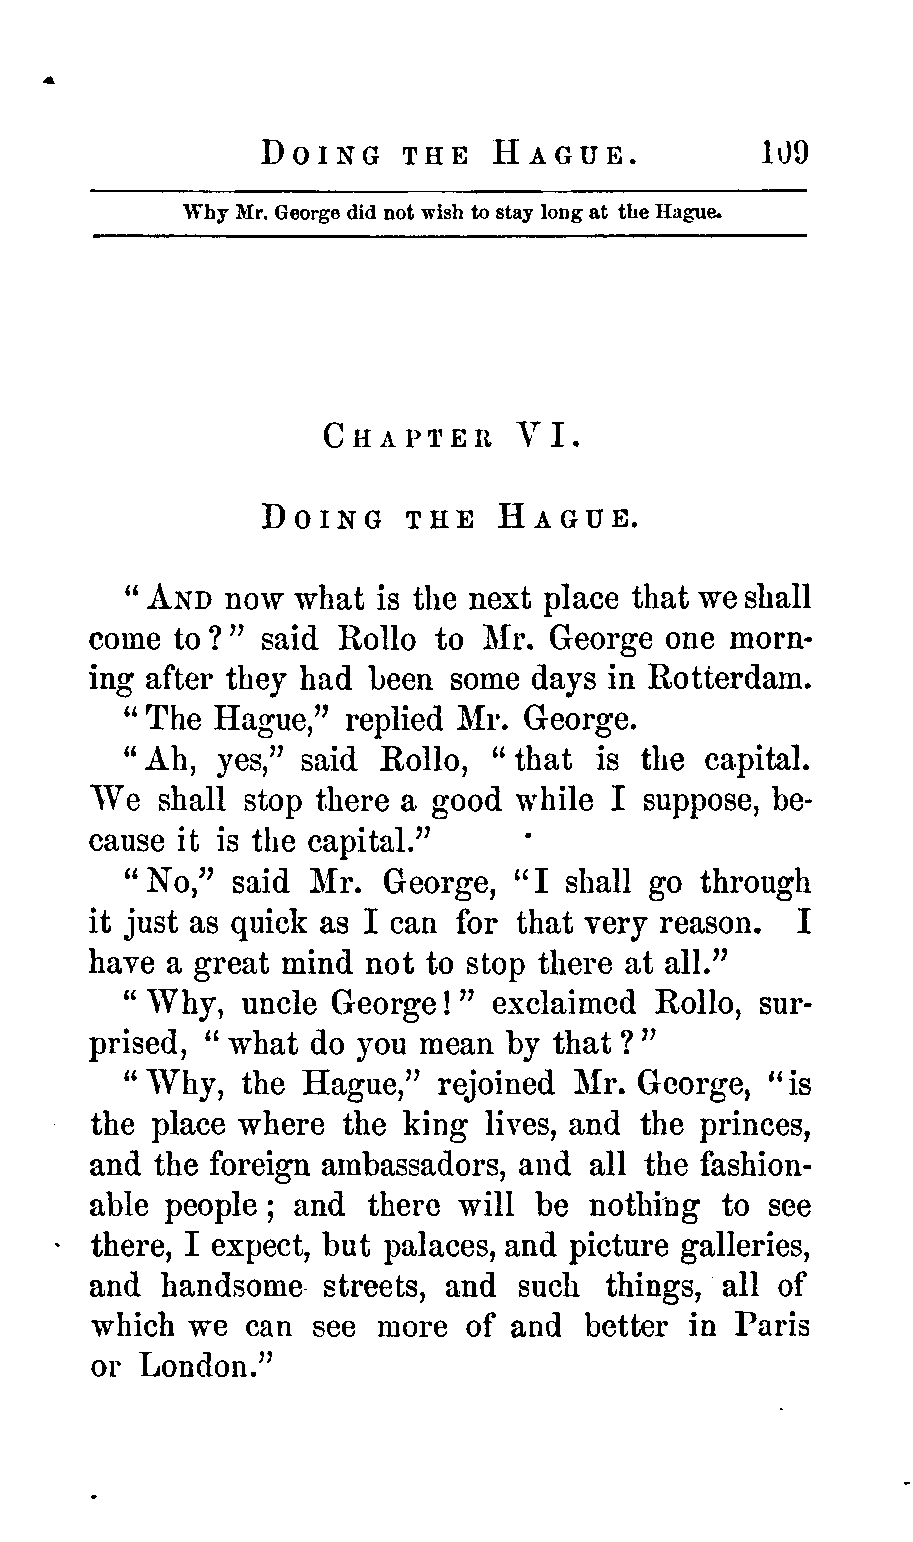 DOING THE HAGUE. 109
Why Mr. George did not wish to stay long at the Hague.
CHAPTER VI.
DOING THE HAGUE.
“AND now what is the next place that we shall
come to?” said Rollo to Mr. George one morn-
ing after they had been some days in Rotterdam.
“The Hague,” replied Mr. George.
“Ah, yes,” said Rollo, “that is the capital.
We shall stop there a good while I suppose, be-
cause it is the capital.”
“No,” said Mr. George, “I shall go through
it just as quick as I can for that very reason. I
have a great mind not to stop there at all.”
“Why, uncle George!” exclaimed Rollo, sur-
prised, “what do you mean by that?”
“Why, the Hague,” rejoined Mr. George, “is
the place where the king lives, and the princes,
and the foreign ambassadors, and all the fashion-
able people; and there will be nothing to see
there, I expect, but palaces, and picture galleries,
and handsome streets, and such things, all of
which we can see more of and better in Paris
or London.”